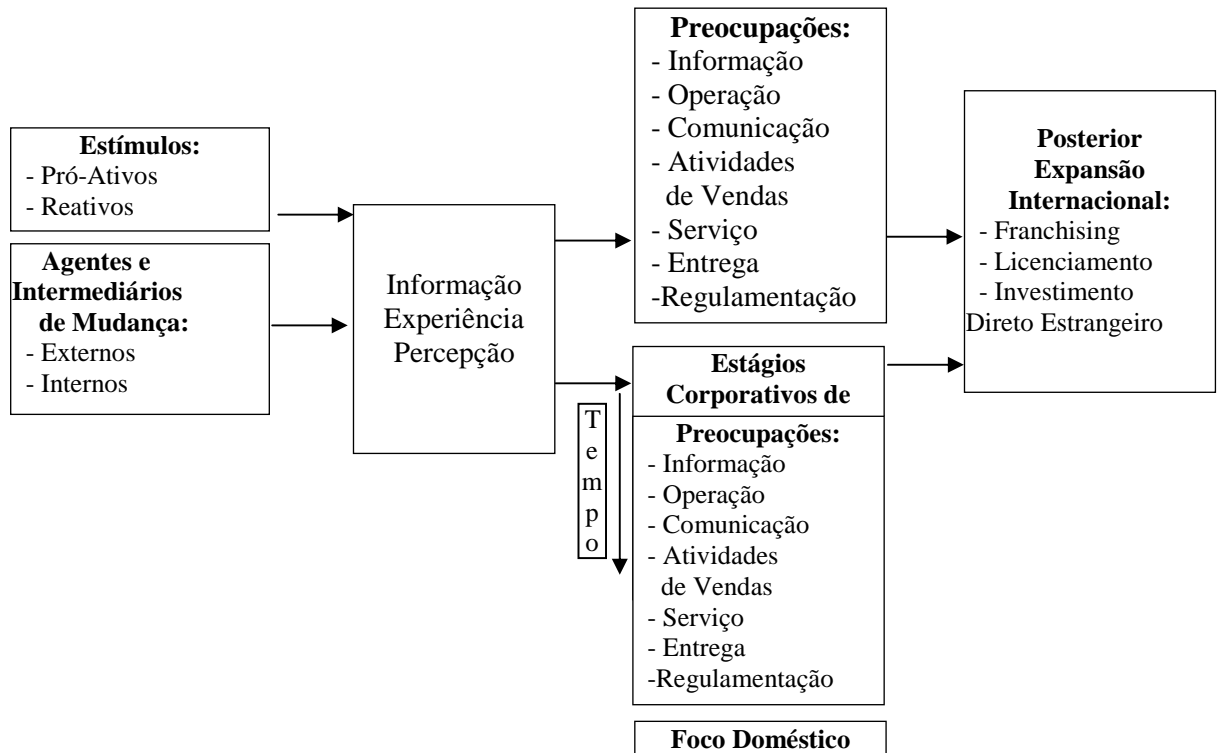 Estímulos:
- Pró-Ativos
- Reativos
Agentes e
Intermediários
de Mudança:
- Externos
- Internos
Informação
Experiência
Percepção
Preocupações:
- Informação
- Operação
- Comunicação
- Atividades
de Vendas
- Serviço
- Entrega
-Regulamentação
Tempo
Estágios
Corporativos de
Preocupações:
- Informação
- Operação
- Comunicação
- Atividades
de Vendas
- Serviço
- Entrega
-Regulamentação
Foco Doméstico
Posterior
Expansão
Internacional:
- Franchising
- Licenciamento
- Investimento
Direto Estrangeiro